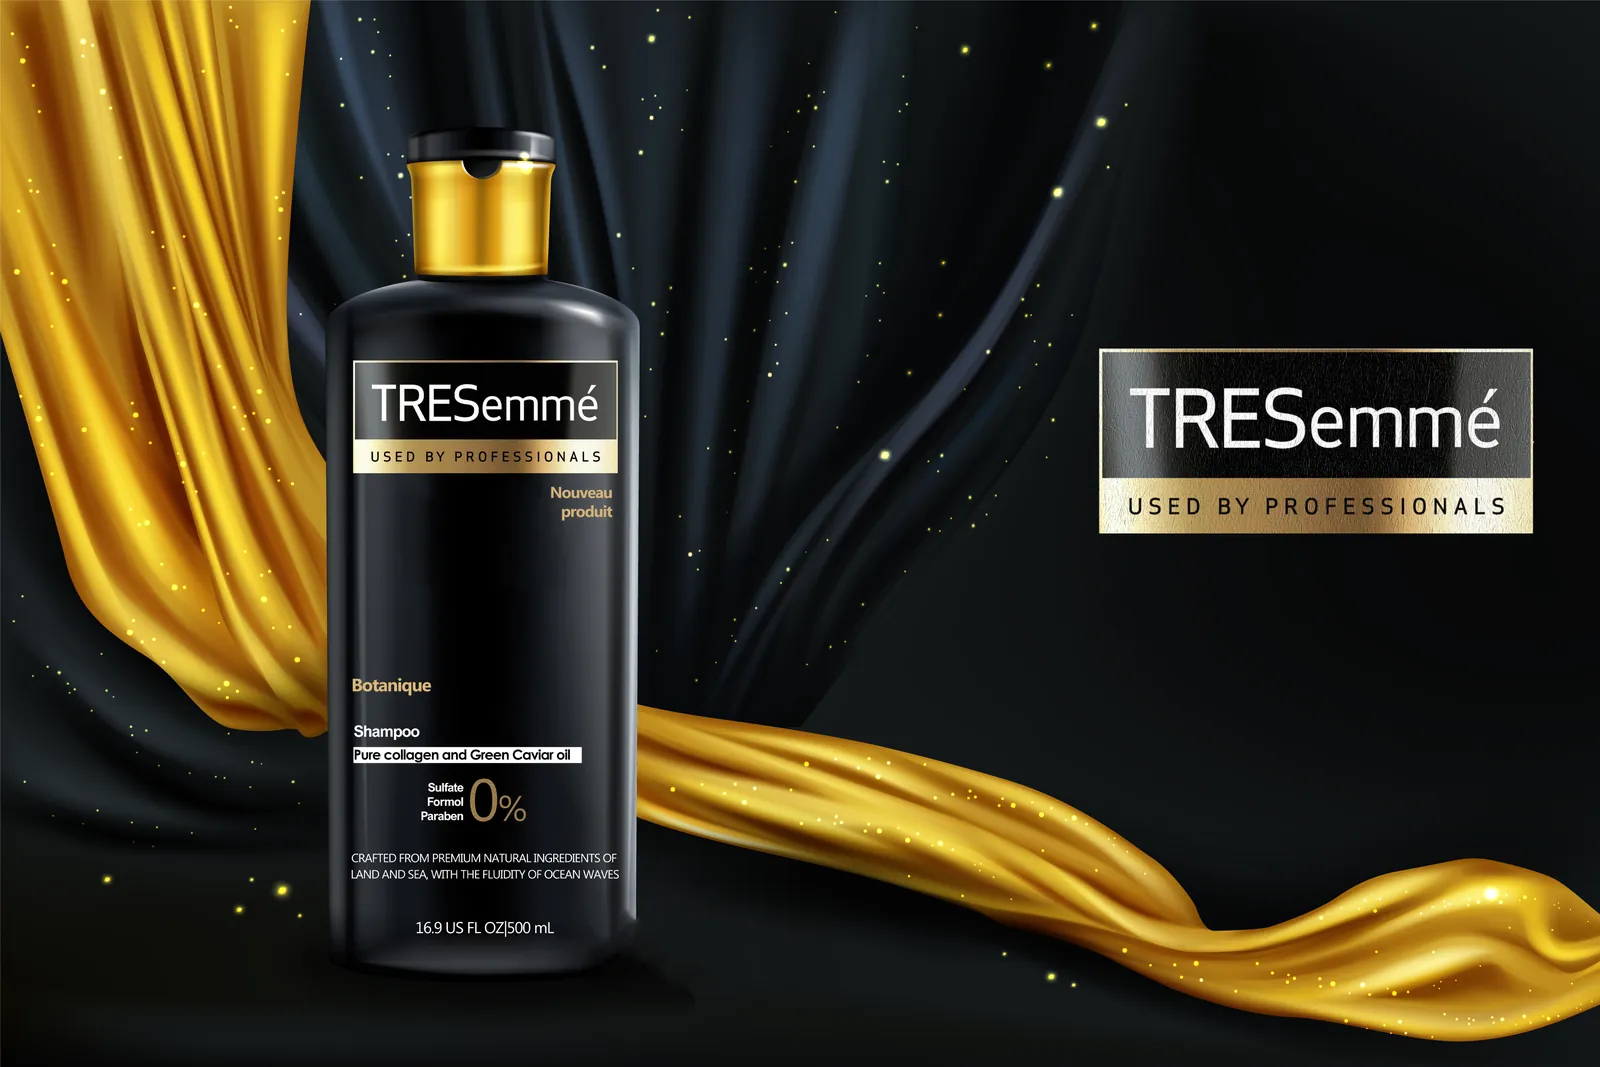 TRESemmé
USED BY PROFESSIONALS
Nouveau
produit
Botanique
Shampoo
Pure collagen and Green Caviar oil
Sulfate
Formol
Paraben
0%
CRAFTED FROM PREMIUM NATURAL INGREDIENTS OF
LAND AND SEA, WITH THE FLUIDITY OF OCEAN WAVES
16.9 US FL OZ|500 mL
TRESemmé
USED BY PROFESSIONALS